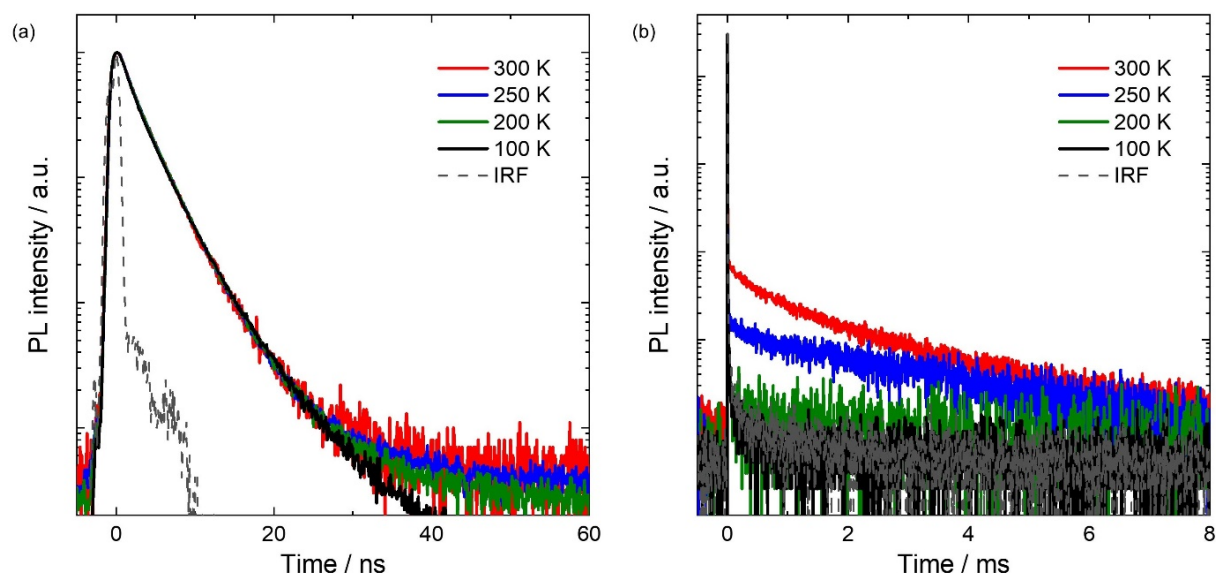 (a)
300 K
250 K
200 K
100 K
IRF
PL intensity / a.u.
0
20
40
60
Time / ns
(b)
300 K
250 K
200 K
100 K
IRF
PL intensity / a.u.
0
2
4
6
8
Time / ms